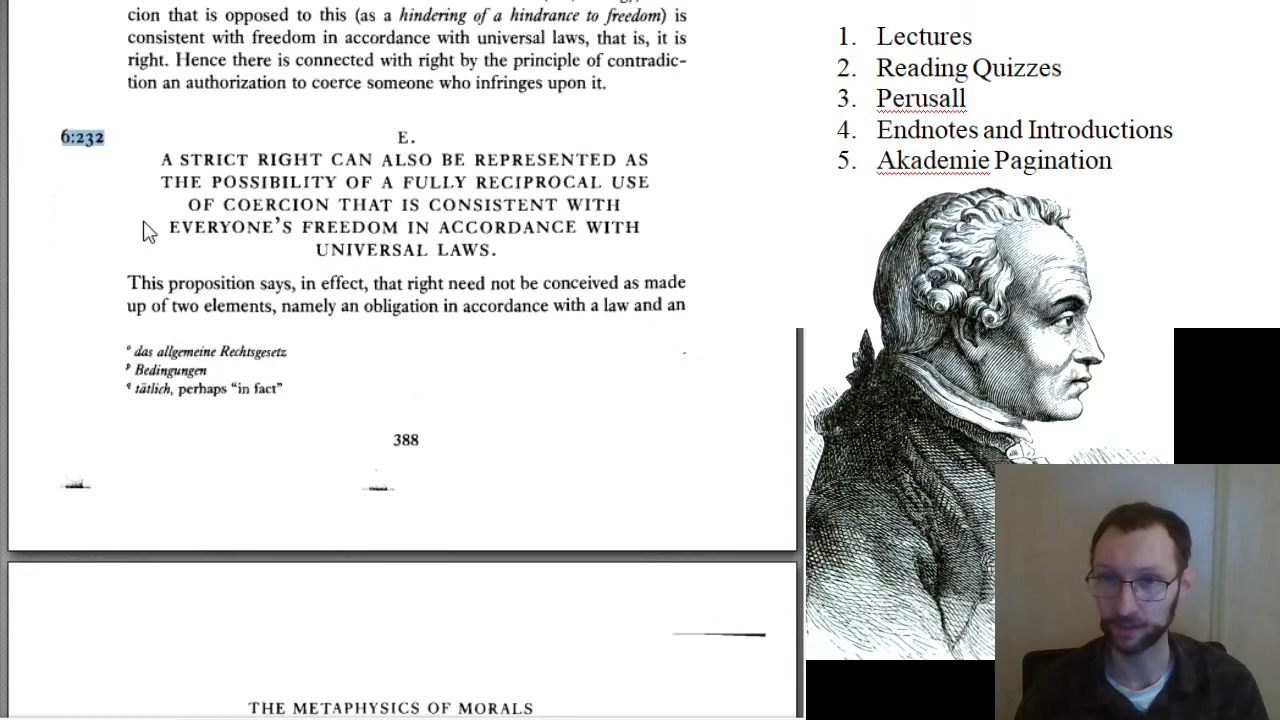 cion that is opposed to this (as a hindering of a hindrance to freedom) is
consistent with freedom in accordance with universal laws, that is, it is
right. Hence there is connected with right by the principle of contradic-
tion an authorization to coerce someone who infringes upon it.
6:232
E.
A STRICT RIGHT CAN ALSO BE REPRESENTED AS
THE POSSIBILITY OF A FULLY RECIPROCAL USE
OF COERCION THAT IS CONSISTENT WITH
EVERYONE'S FREEDOM IN ACCORDANCE WITH
UNIVERSAL LAWS.
This proposition says, in effect, that right need not be conceived as made
up of two elements, namely an obligation in accordance with a law and an
o das allgemeine Rechtsgesetz
p Bedingungen
q tätlich, perhaps "in fact"
388
THE METAPHYSICS OF MORALS
1. Lectures
2. Reading Quizzes
3. Perusall
4. Endnotes and Introductions
5. Akademie Pagination